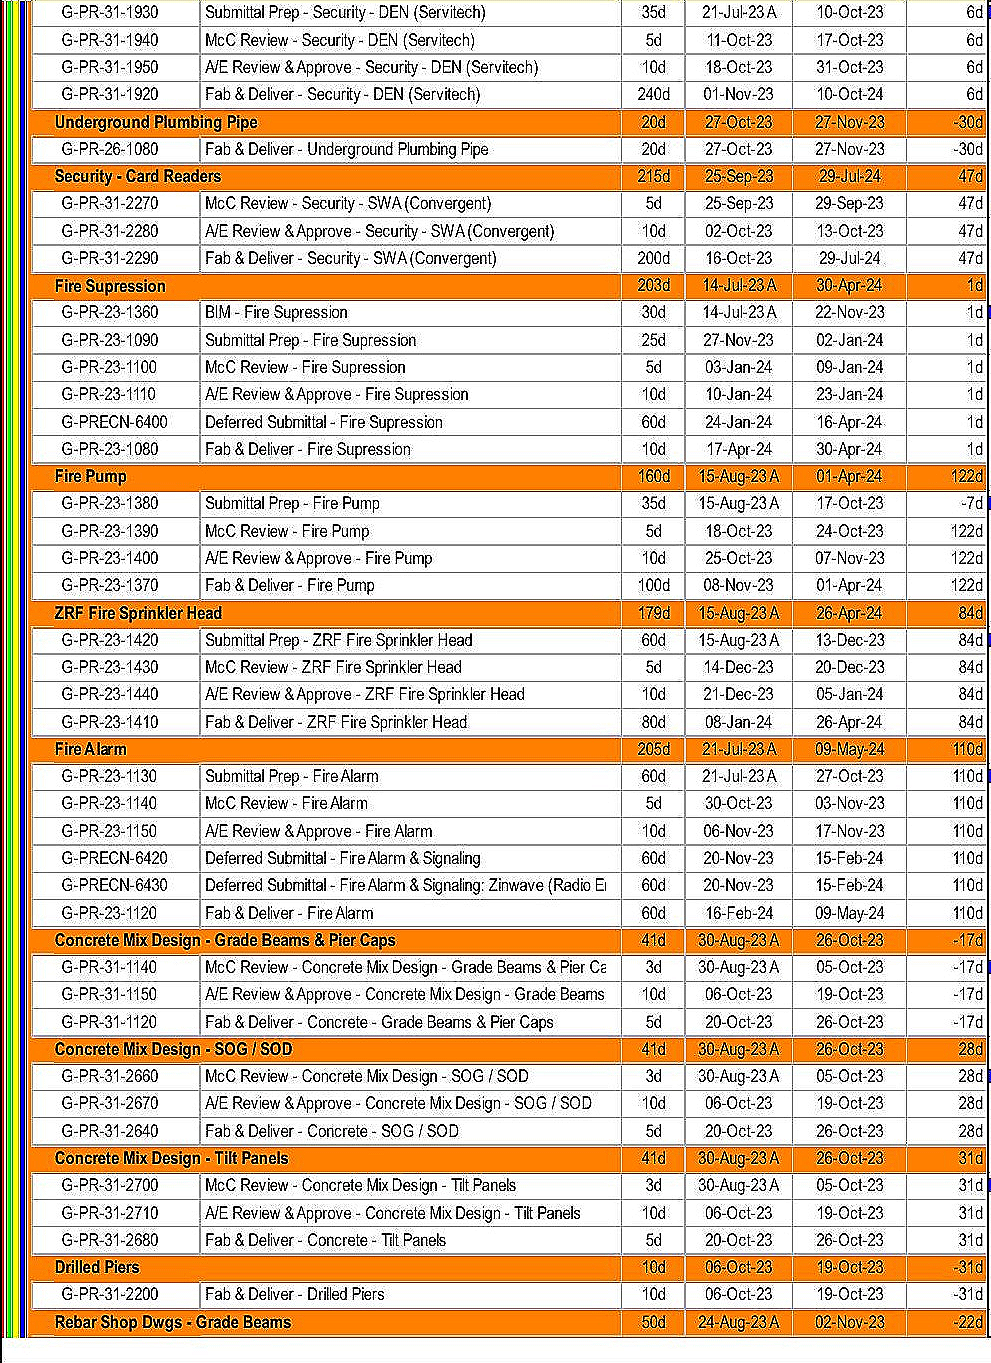 G-PR-31-1930 Submittal Prep - Security - DEN (Servitech) 35d 21-Jul-23 A 10-Oct-23 6d
G-PR-31-1940 McC Review - Security - DEN (Servitech) 5d 11-Oct-23 17-Oct-23 6d
G-PR-31-1950 A/E Review & Approve - Security - DEN (Servitech) 10d 18-Oct-23 31-Oct-23 6d
G-PR-31-1920 Fab & Deliver - Security - DEN (Servitech) 240d 01-Nov-23 10-Oct-24 6d
Underground Plumbing Pipe 20d 27-Oct-23 27-Nov-23 -30d
G-PR-26-1080 Fab & Deliver - Underground Plumbing Pipe 20d 27-Oct-23 27-Nov-23 -30d
Security - Card Readers 215d 25-Sep-23 29-Jul-24 47d
G-PR-31-2270 McC Review - Security - SWA (Convergent) 5d 25-Sep-23 29-Sep-23 47d
G-PR-31-2280 A/E Review & Approve - Security - SWA (Convergent) 10d 02-Oct-23 13-Oct-23 47d
G-PR-31-2290 Fab & Deliver - Security - SWA (Convergent) 200d 16-Oct-23 29-Jul-24 47d
Fire Supression 203d 14-Jul-23 A 30-Apr-24 1d
G-PR-23-1360 BIM - Fire Supression 30d 14-Jul-23 A 22-Nov-23 1d
G-PR-23-1090 Submittal Prep - Fire Supression 25d 27-Nov-23 02-Jan-24 1d
G-PR-23-1100 McC Review - Fire Supression 5d 03-Jan-24 09-Jan-24 1d
G-PR-23-1110 A/E Review & Approve - Fire Supression 10d 10-Jan-24 23-Jan-24 1d
G-PRECN-6400 Deferred Submittal - Fire Supression 60d 24-Jan-24 16-Apr-24 1d
G-PR-23-1080 Fab & Deliver - Fire Supression 10d 17-Apr-24 30-Apr-24 1d
Fire Pump 160d 15-Aug-23 A 01-Apr-24 122d
G-PR-23-1380 Submittal Prep - Fire Pump 35d 15-Aug-23 A 17-Oct-23 -7d
G-PR-23-1390 McC Review - Fire Pump 5d 18-Oct-23 24-Oct-23 122d
G-PR-23-1400 A/E Review & Approve - Fire Pump 10d 25-Oct-23 07-Nov-23 122d
G-PR-23-1370 Fab & Deliver - Fire Pump 100d 08-Nov-23 01-Apr-24 122d
ZRF Fire Sprinkler Head 179d 15-Aug-23 A 26-Apr-24 84d
G-PR-23-1420 Submittal Prep - ZRF Fire Sprinkler Head 60d 15-Aug-23 A 13-Dec-23 84d
G-PR-23-1430 McC Review - ZRF Fire Sprinkler Head 5d 14-Dec-23 20-Dec-23 84d
G-PR-23-1440 A/E Review & Approve - ZRF Fire Sprinkler Head 10d 21-Dec-23 05-Jan-24 84d
G-PR-23-1410 Fab & Deliver - ZRF Fire Sprinkler Head 80d 08-Jan-24 26-Apr-24 84d
Fire Alarm 205d 21-Jul-23 A 09-May-24 110d
G-PR-23-1130 Submittal Prep - Fire Alarm 60d 21-Jul-23 A 27-Oct-23 110d
G-PR-23-1140 McC Review - Fire Alarm 5d 30-Oct-23 03-Nov-23 110d
G-PR-23-1150 A/E Review & Approve - Fire Alarm 10d 06-Nov-23 17-Nov-23 110d
G-PRECN-6420 Deferred Submittal - Fire Alarm & Signaling 60d 20-Nov-23 15-Feb-24 110d
G-PRECN-6430 Deferred Submittal - Fire Alarm & Signaling: Zinwave (Radio 60d 20-Nov-23 15-Feb-24 110d
G-PR-23-1120 Fab & Deliver - Fire Alarm 60d 16-Feb-24 09-May-24 110d
Concrete Mix Design - Grade Beams & Pier Caps 41d 30-Aug-23 A 26-Oct-23 -17d
G-PR-31-1140 McC Review - Concrete Mix Design - Grade Beams & Pier Ca 3d 30-Aug-23 A 05-Oct-23 -17d
G-PR-31-1150 A/E Review & Approve - Concrete Mix Design - Grade Beams 10d 06-Oct-23 19-Oct-23 -17d
G-PR-31-1120 Fab & Deliver - Concrete - Grade Beams & Pier Caps 5d 20-Oct-23 26-Oct-23 -17d
Concrete Mix Design - SOG / SOD 41d 30-Aug-23 A 26-Oct-23 28d
G-PR-31-2660 McC Review - Concrete Mix Design - SOG / SOD 3d 30-Aug-23 A 05-Oct-23 28d
G-PR-31-2670 A/E Review & Approve - Concrete Mix Design - SOG / SOD 10d 06-Oct-23 19-Oct-23 28d
G-PR-31-2640 Fab & Deliver - Concrete - SOG / SOD 5d 20-Oct-23 26-Oct-23 28d
Concrete Mix Design - Tilt Panels 41d 30-Aug-23 A 26-Oct-23 31d
G-PR-31-2700 McC Review - Concrete Mix Design - Tilt Panels 3d 30-Aug-23 A 05-Oct-23 31d
G-PR-31-2710 A/E Review & Approve - Concrete Mix Design - Tilt Panels 10d 06-Oct-23 19-Oct-23 31d
G-PR-31-2680 Fab & Deliver - Concrete - Tilt Panels 5d 20-Oct-23 26-Oct-23 31d
Drilled Piers 10d 06-Oct-23 19-Oct-23 -31d
G-PR-31-2200 Fab & Deliver - Drilled Piers 10d 06-Oct-23 19-Oct-23 -31d
Rebar Shop Dwgs - Grade Beams 50d 24-Aug-23 A 02-Nov-23 -22d